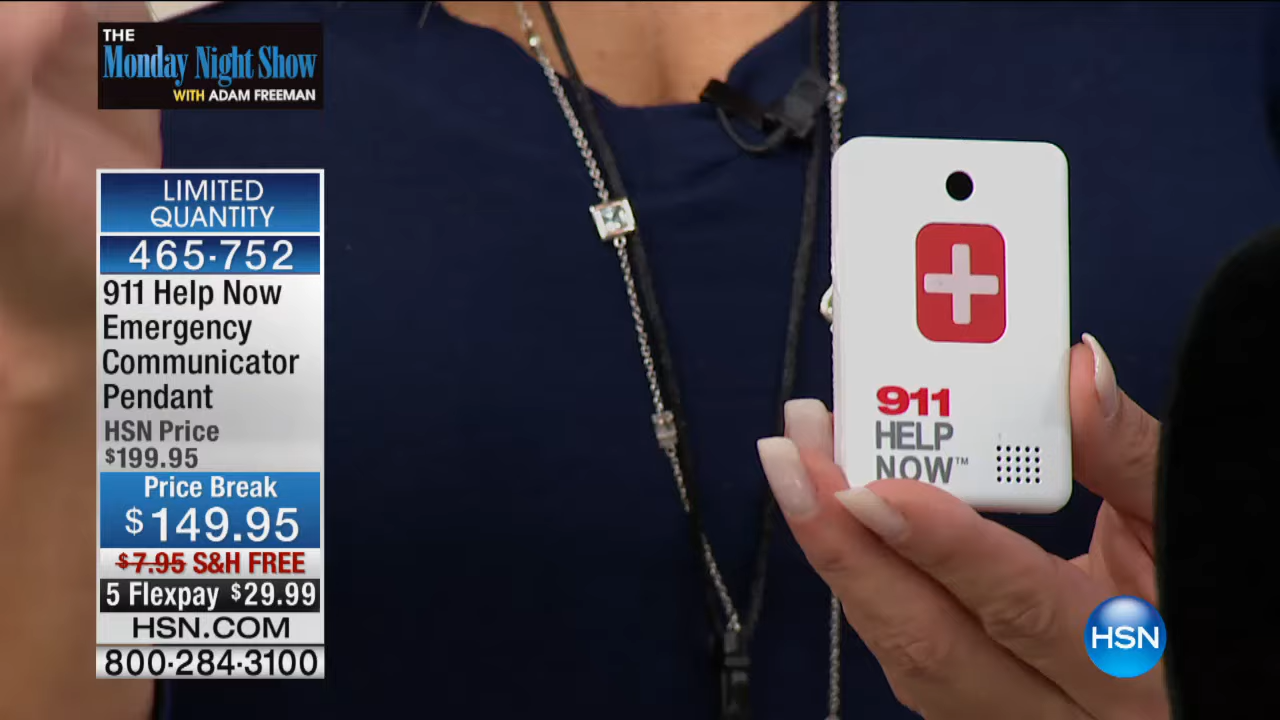 THE
Monday Night Show
WITH ADAM FREEMAN
LIMITED
QUANTITY
465-752
911 Help Now
Emergency
Communicator
Pendant
HSN Price
$199.95
Price Break
$149.95
$7.95 S&H FREE
5 Flexpay $29.99
HSN.COM
800-284-3100
911
HELP
NOW™
HSN